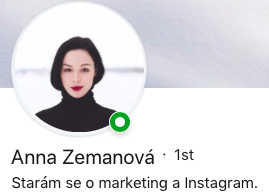 Anna Zemanová · 1st
Starám se o marketing a Instagram.